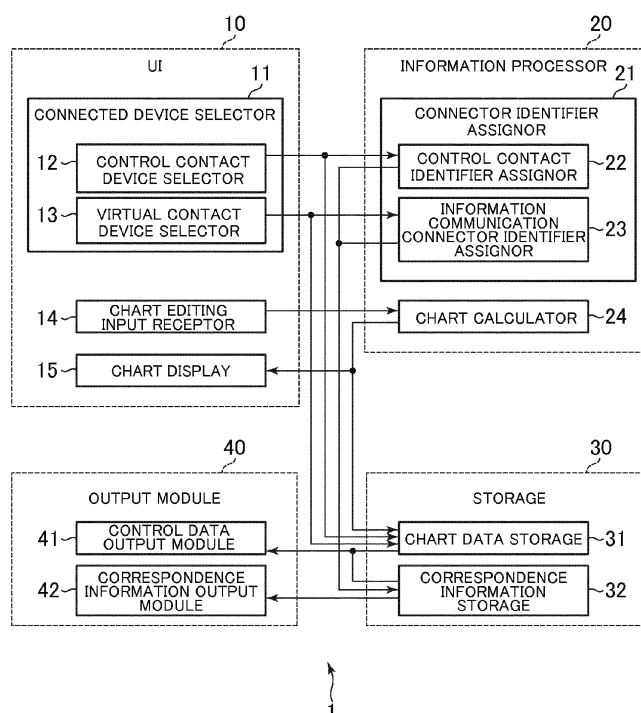 10
UI
11
CONNECTED DEVICE SELECTOR
12
CONTROL CONTACT
DEVICE SELECTOR
13
VIRTUAL CONTACT
DEVICE SELECTOR
14
CHART EDITING
INPUT RECEPTOR
15
CHART DISPLAY
20
INFORMATION PROCESSOR
21
CONNECTOR IDENTIFIER
ASSIGNOR
CONTROL CONTACT
IDENTIFIER ASSIGNOR
22
INFORMATION
COMMUNICATION
CONNECTOR IDENTIFIER
ASSIGNOR
23
CHART CALCULATOR
24
40
OUTPUT MODULE
41
CONTROL DATA
OUTPUT MODULE
42
CORRESPONDENCE
INFORMATION OUTPUT
MODULE
30
STORAGE
CHART DATA STORAGE
31
CORRESPONDENCE
INFORMATION
STORAGE
32
1